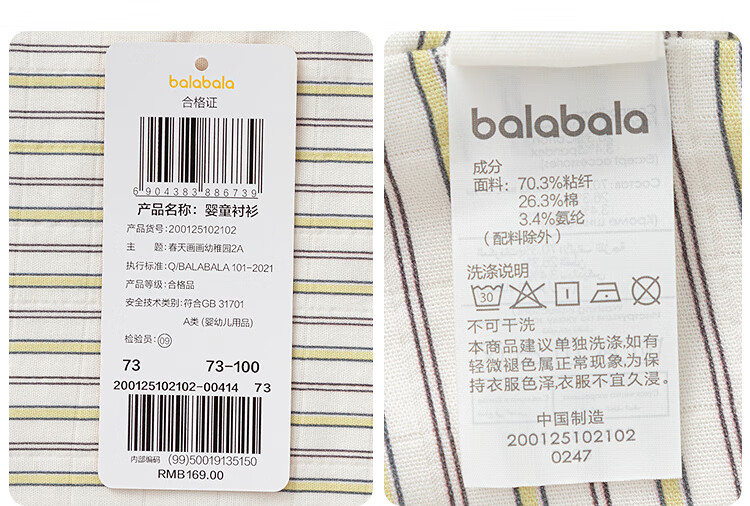 balabala
合格证
6 904383 886739
产品名称：婴童衬衫
产品货号：200125102102
主　题：春天画画幼稚园2A
执行标准：Q/BALABALA 101-2021
产品等级：合格品
安全技术类别：符合GB 31701
A类 (婴幼儿用品)
检验员：09
73 73-100
200125102102-00414 73
内部编码 (99)50019135150
RMB169.00
balabala
成分
面料：70.3%粘纤
26.3%棉
3.4%氨纶
（配料除外）
洗涤说明
30
不可干洗
本商品建议单独洗涤,如有
轻微褪色属正常现象,为保
持衣服色泽,衣服不宜久浸。
中国制造
200125102102
0247